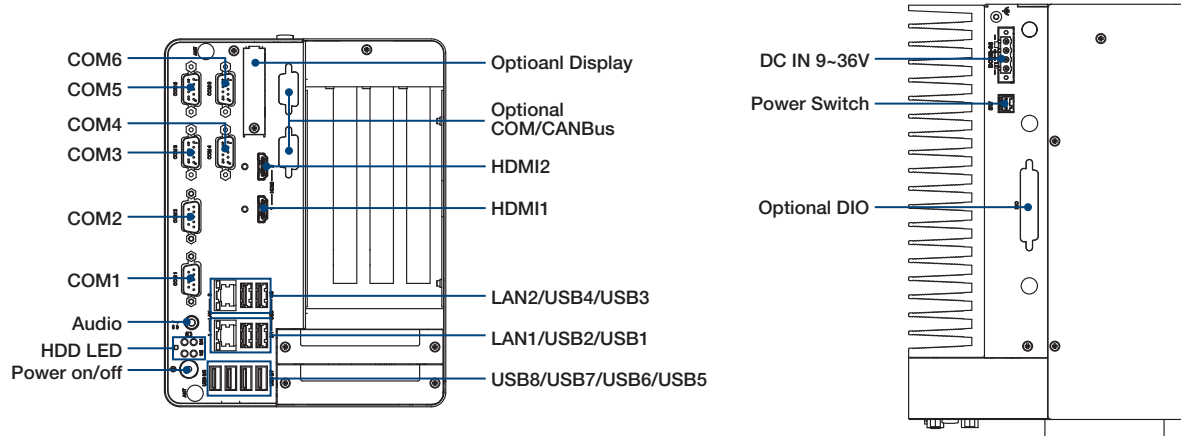 COM6
COM5
COM4
COM3
COM2
COM1
Audio
HDD LED
Power on/off
Optioanl Display
Optional
COM/CANBus
HDMI2
HDMI1
LAN2/USB4/USB3
LAN1/USB2/USB1
USB8/USB7/USB6/USB5
DC IN 9~36V
Power Switch
Optional DIO